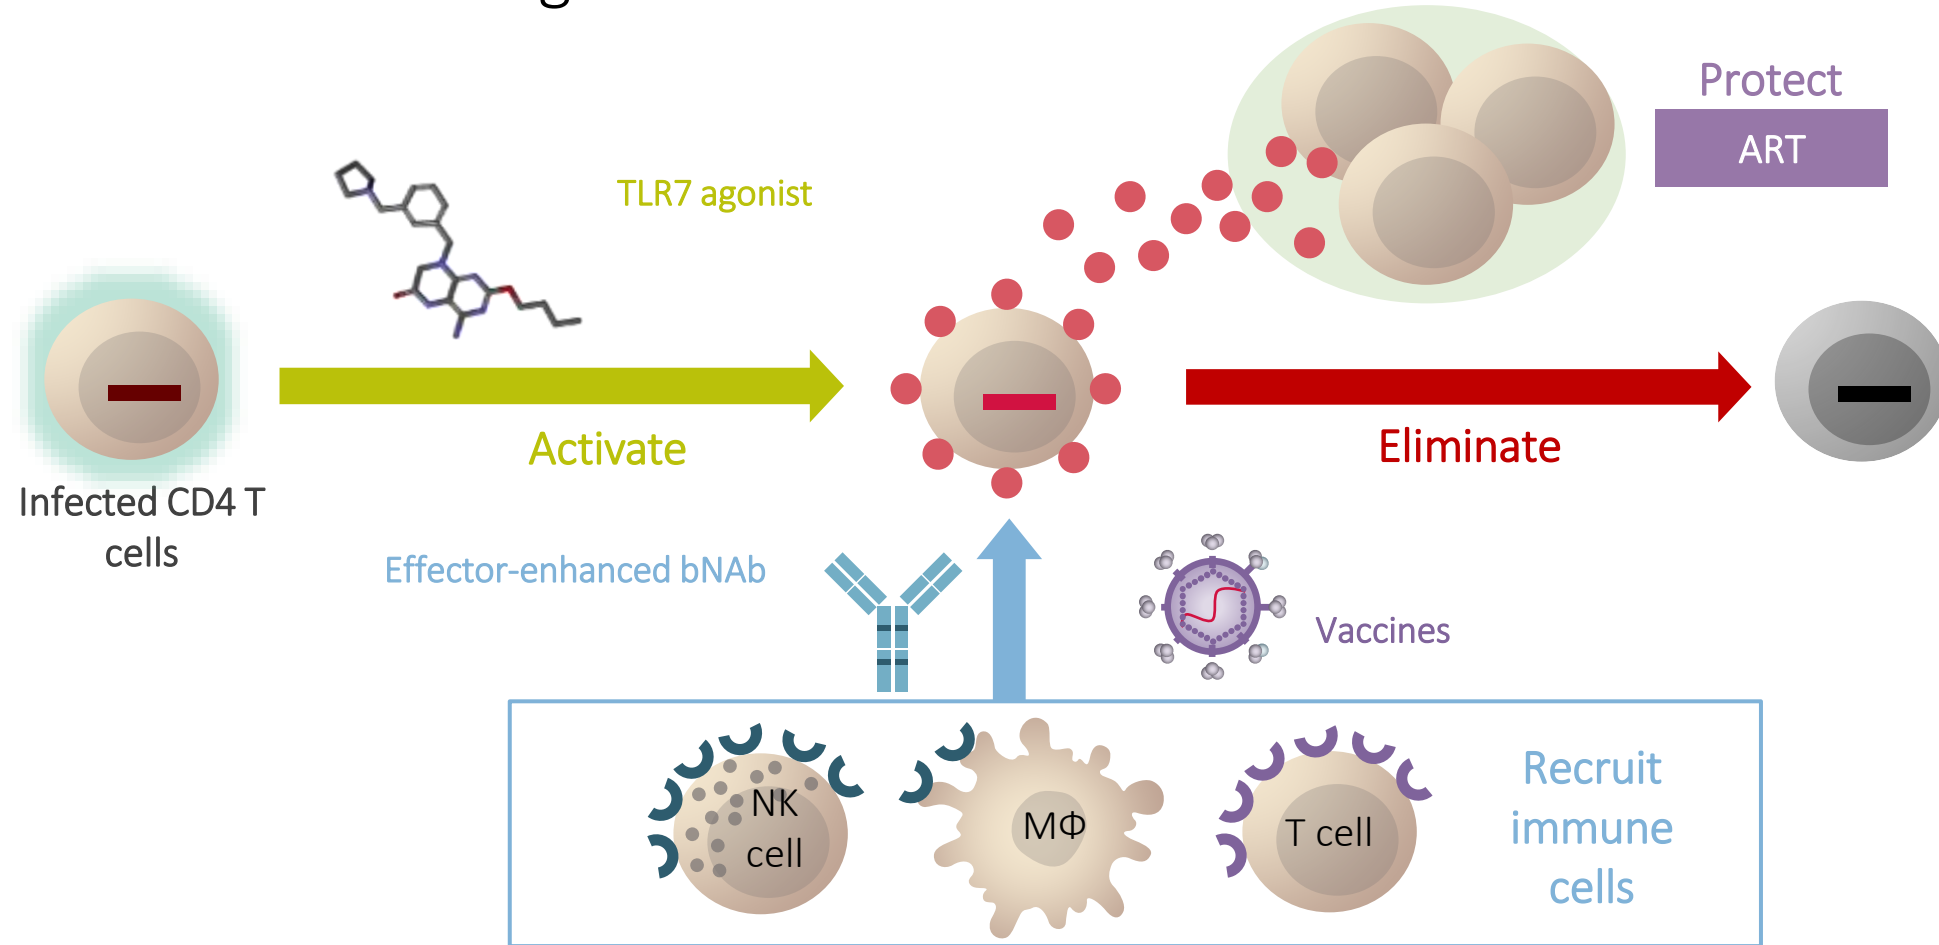 Protect
ART
TLR7 agonist
Activate
Eliminate
Infected CD4 T
cells
Effector-enhanced bNAb
Vaccines
NK
cell
MΦ
T cell
Recruit
immune
cells